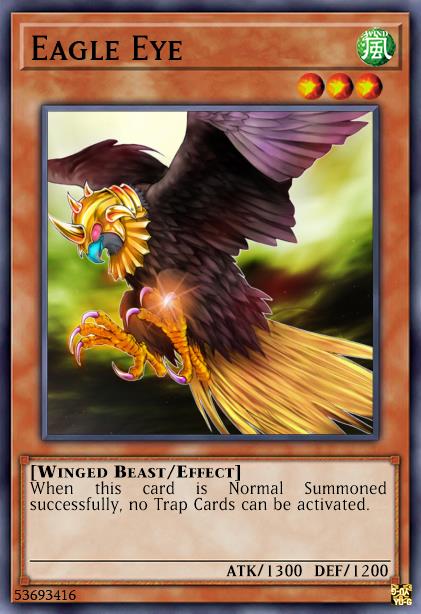 Eagle Eye
WIND
風
[Winged Beast/Effect]
When this card is Normal Summoned
successfully, no Trap Cards can be activated.
ATK/1300 DEF/1200
53693416